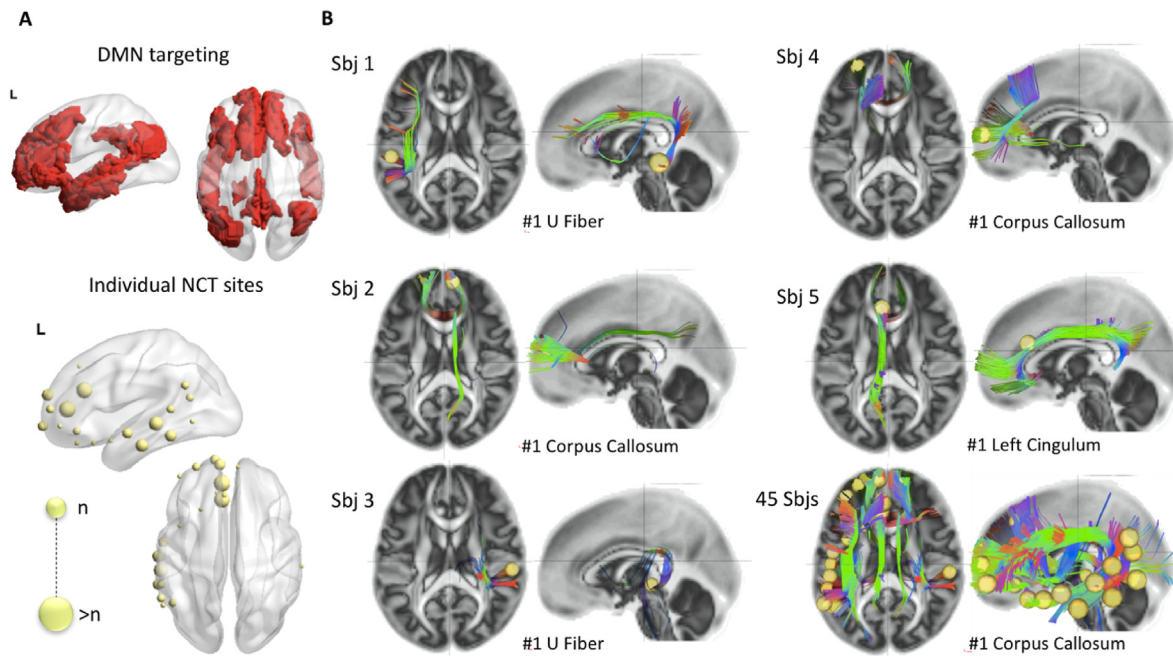 A
DMN targeting
L
Individual NCT sites
L
n
>n
B
Sbj 1
#1 U Fiber
Sbj 4
#1 Corpus Callosum
Sbj 2
#1 Corpus Callosum
Sbj 5
#1 Left Cingulum
Sbj 3
#1 U Fiber
45 Sbjs
#1 Corpus Callosum